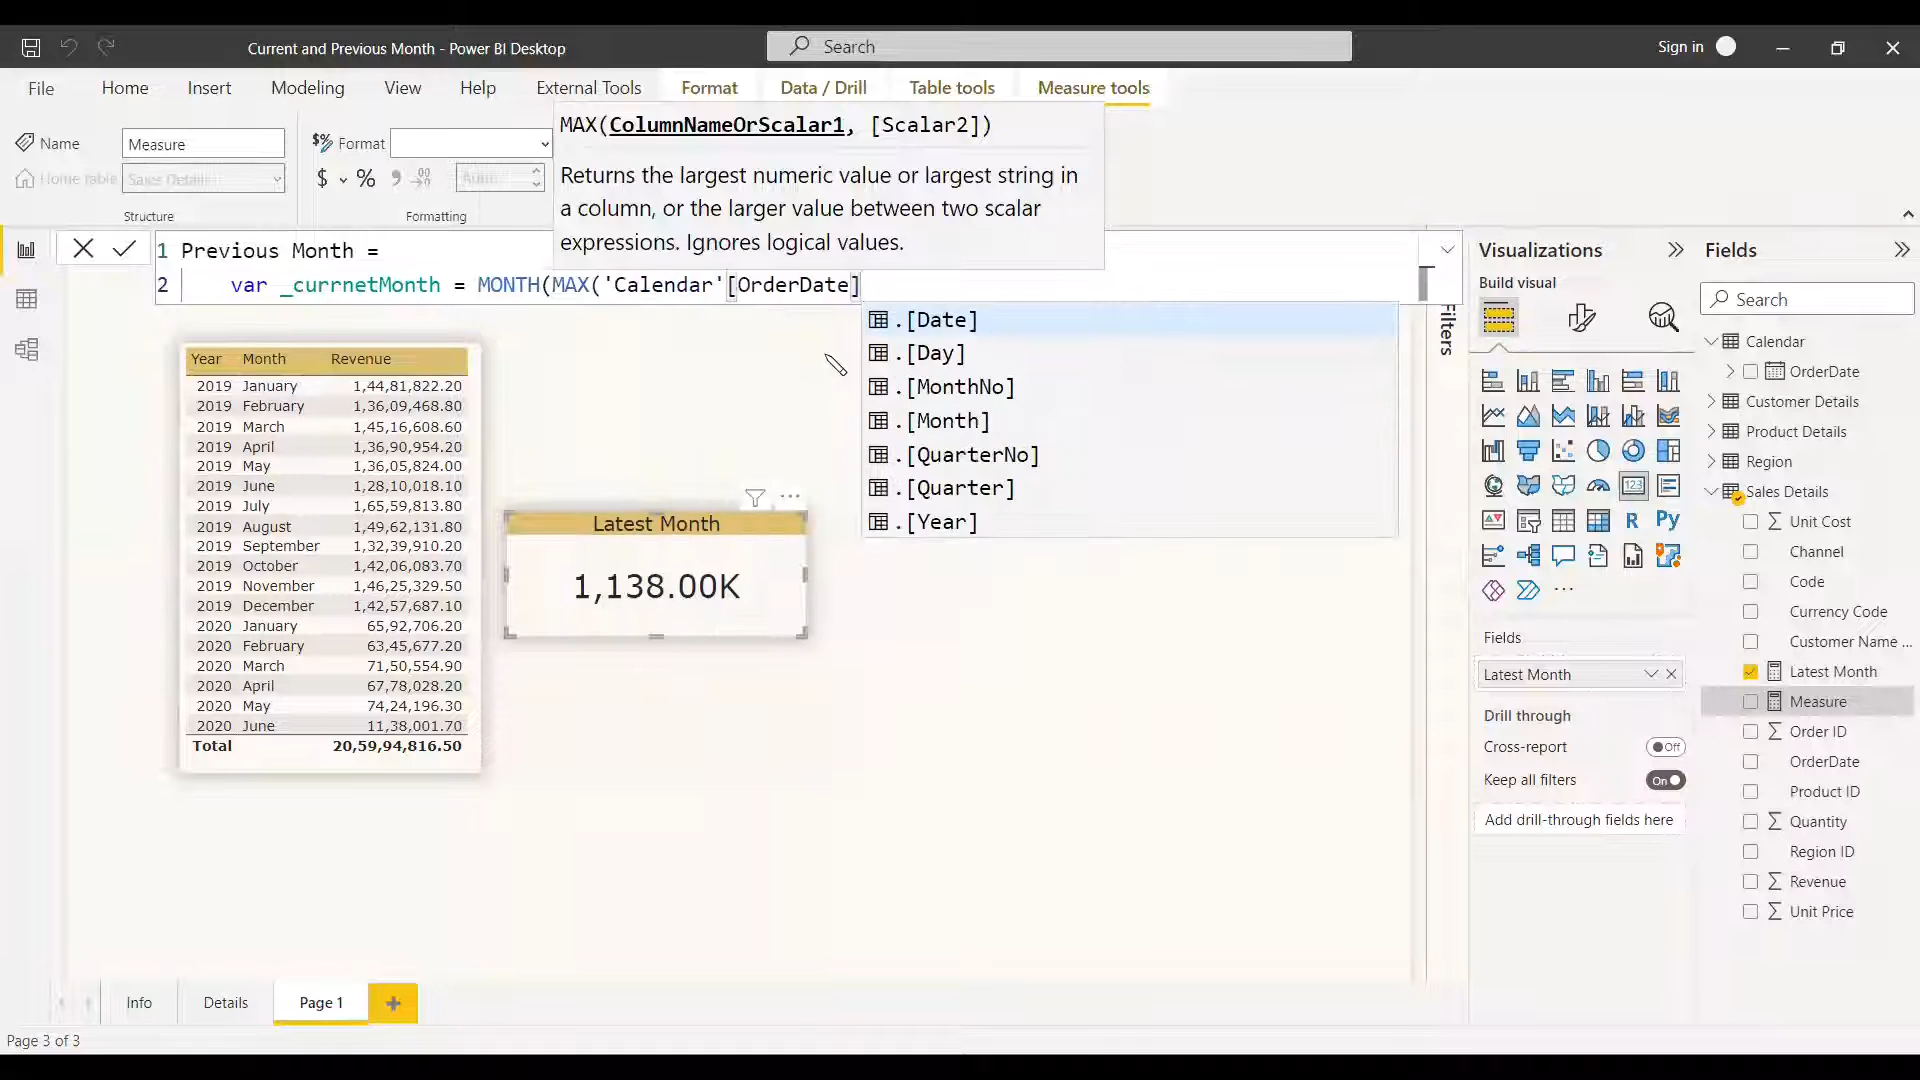 Current and Previous Month - Power BI Desktop
Search
Sign in
File Home Insert Modeling View Help External Tools Format Data / Drill Table tools Measure tools
Name Measure
Home table Sales Details
Structure
$% Format
$ % 9 .00
Auto
Formatting
MAX(ColumnNameOrScalar1, [Scalar2])
Returns the largest numeric value or largest string in
a column, or the larger value between two scalar
expressions. Ignores logical values.
1 Previous Month =
2 var _currnetMonth = MONTH(MAX('Calendar'[OrderDate]
.[Date]
.[Day]
.[MonthNo]
.[Month]
.[QuarterNo]
.[Quarter]
.[Year]
Year Month Revenue
2019 January 1,44,81,822.20
2019 February 1,36,09,468.80
2019 March 1,45,16,608.60
2019 April 1,36,90,954.20
2019 May 1,36,05,824.00
2019 June 1,28,10,018.10
2019 July 1,65,59,813.80
2019 August 1,49,62,131.80
2019 September 1,32,39,910.20
2019 October 1,42,06,083.70
2019 November 1,46,25,329.50
2019 December 1,42,57,687.10
2020 January 65,92,706.20
2020 February 63,45,677.20
2020 March 71,50,554.90
2020 April 67,78,028.20
2020 May 74,24,196.30
2020 June 11,38,001.70
Total 20,59,94,816.50
Latest Month
1,138.00K
Filters
Visualizations
Build visual
123
R Py
Fields
Latest Month
Drill through
Cross-report Off
Keep all filters On
Add drill-through fields here
Fields
Search
Calendar
OrderDate
Customer Details
Product Details
Region
Sales Details
Unit Cost
Channel
Code
Currency Code
Customer Name ...
Latest Month
Measure
Order ID
OrderDate
Product ID
Quantity
Region ID
Revenue
Unit Price
Info Details Page 1 +
Page 3 of 3